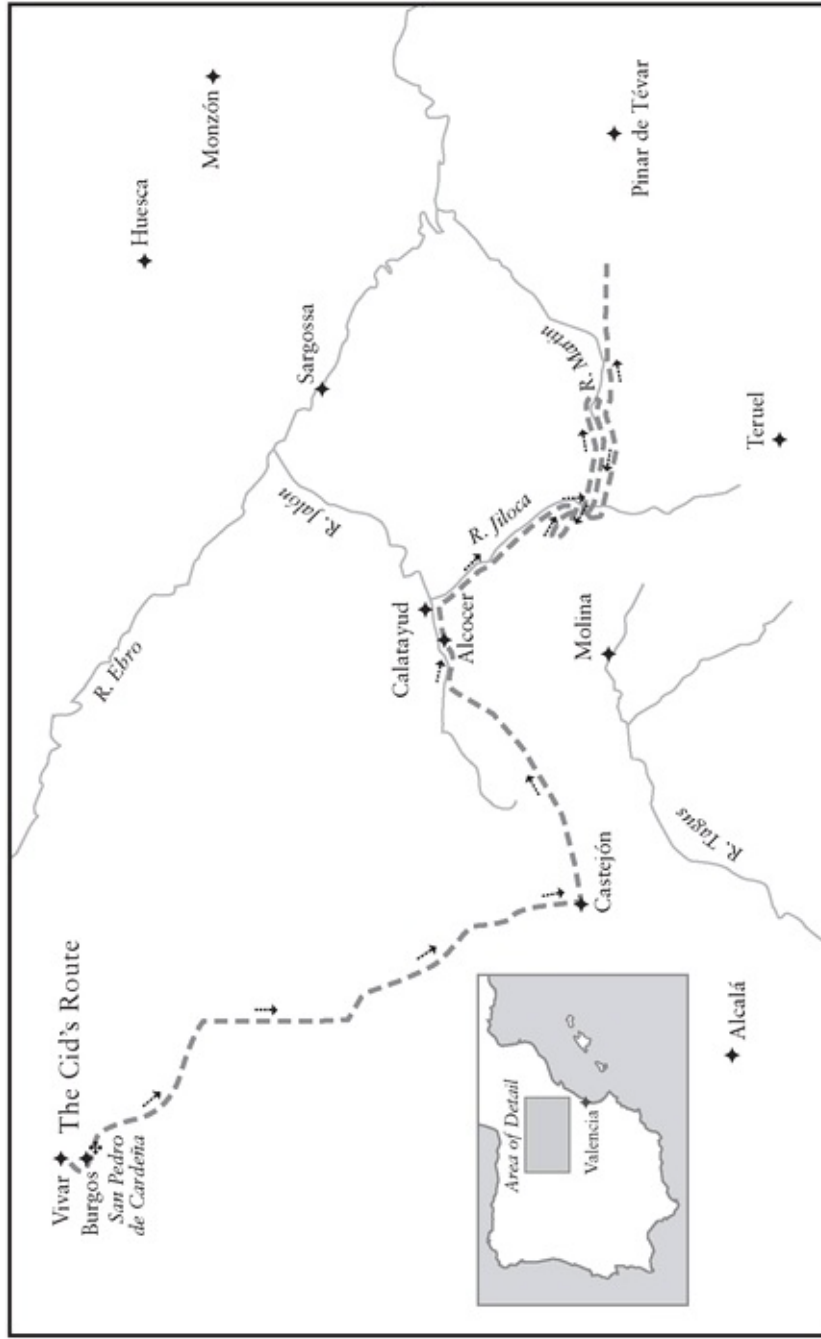 The Cid's Route
Vivar
Burgos
San Pedro
de Cardeña
R. Ebro
Huesca
Monzón
Sargossa
R. Jalón
Calatayud
Alcocer
R. Jiloca
R. Martin
Pinar de Tévar
Teruel
Molina
R. Tagus
Castejón
Alcalá
Area of Detail
Valencia